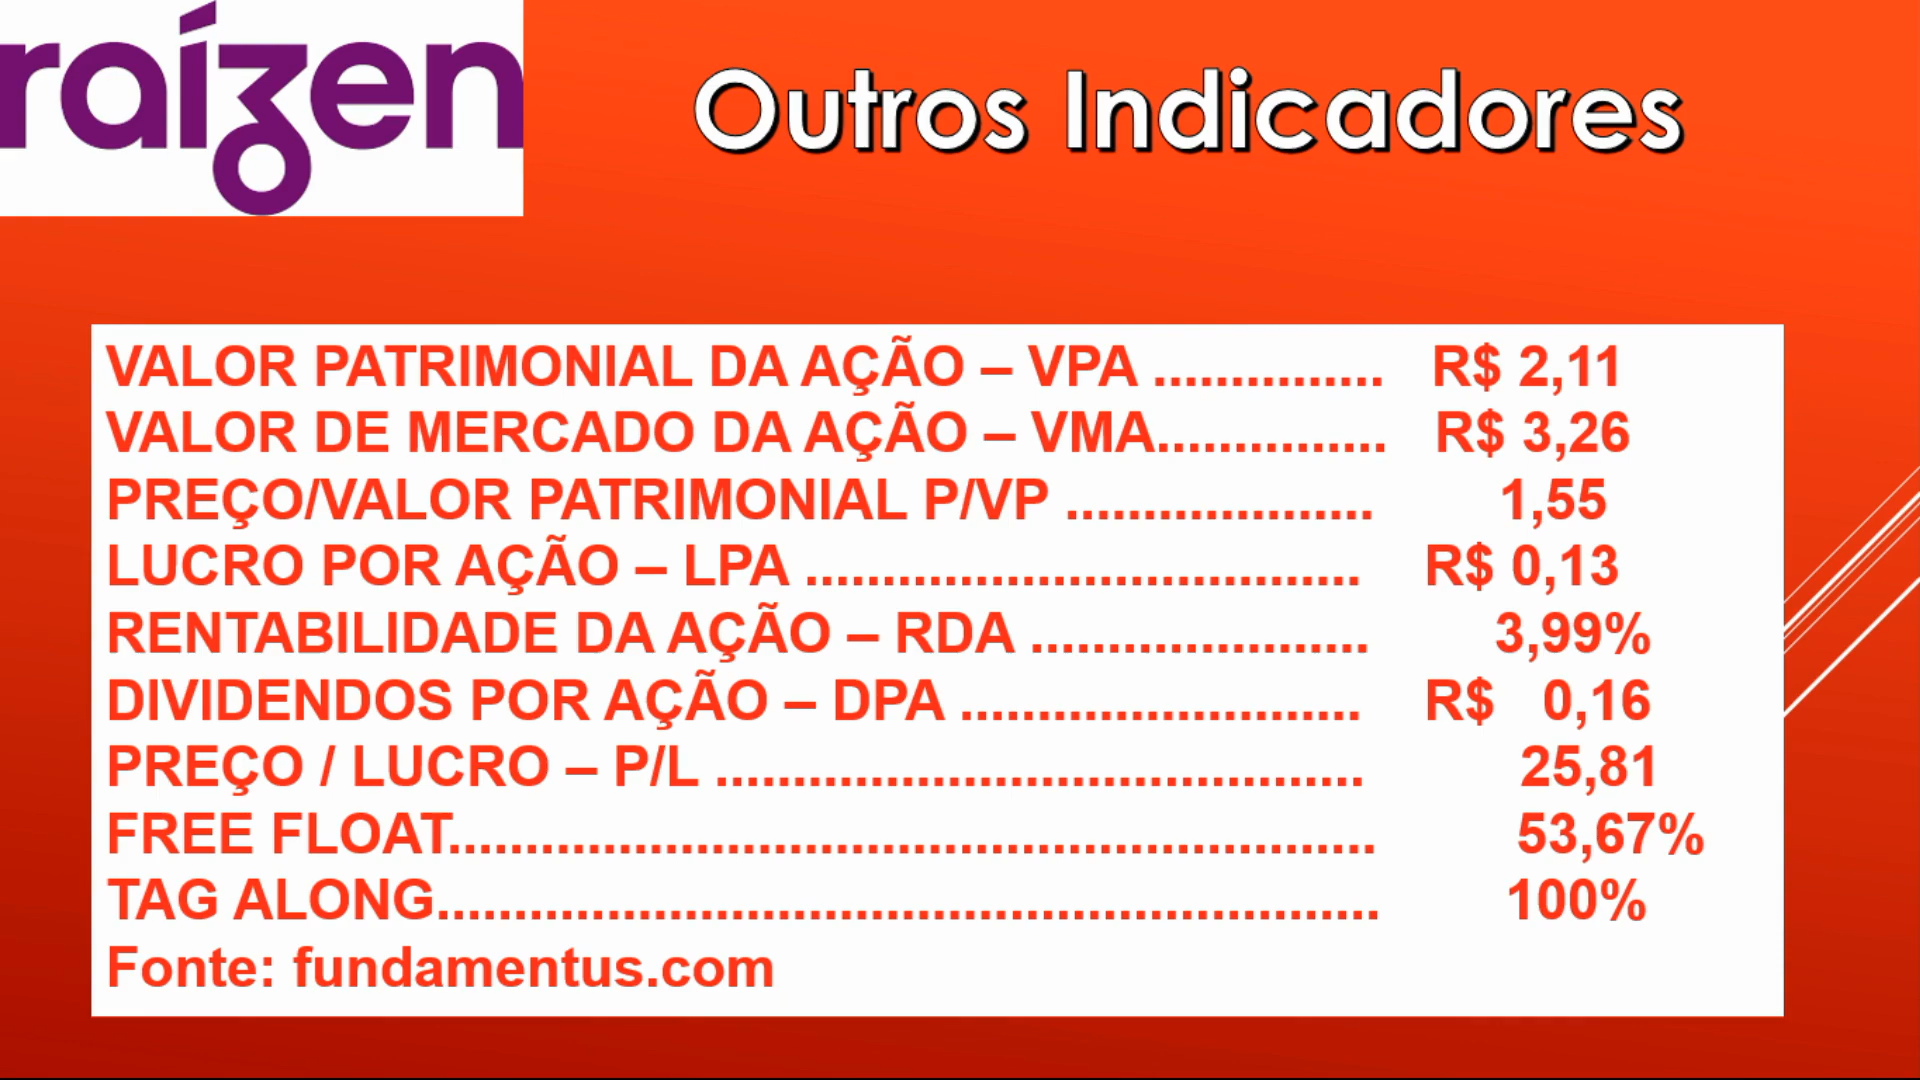 raízen
Outros Indicadores
VALOR PATRIMONIAL DA AÇÃO – VPA ............... R$ 2,11
VALOR DE MERCADO DA AÇÃO – VMA............... R$ 3,26
PREÇO/VALOR PATRIMONIAL P/VP .................... 1,55
LUCRO POR AÇÃO – LPA .................................... R$ 0,13
RENTABILIDADE DA AÇÃO – RDA ...................... 3,99%
DIVIDENDOS POR AÇÃO – DPA .......................... R$ 0,16
PREÇO / LUCRO – P/L .......................................... 25,81
FREE FLOAT............................................................ 53,67%
TAG ALONG............................................................. 100%
Fonte: fundamentus.com